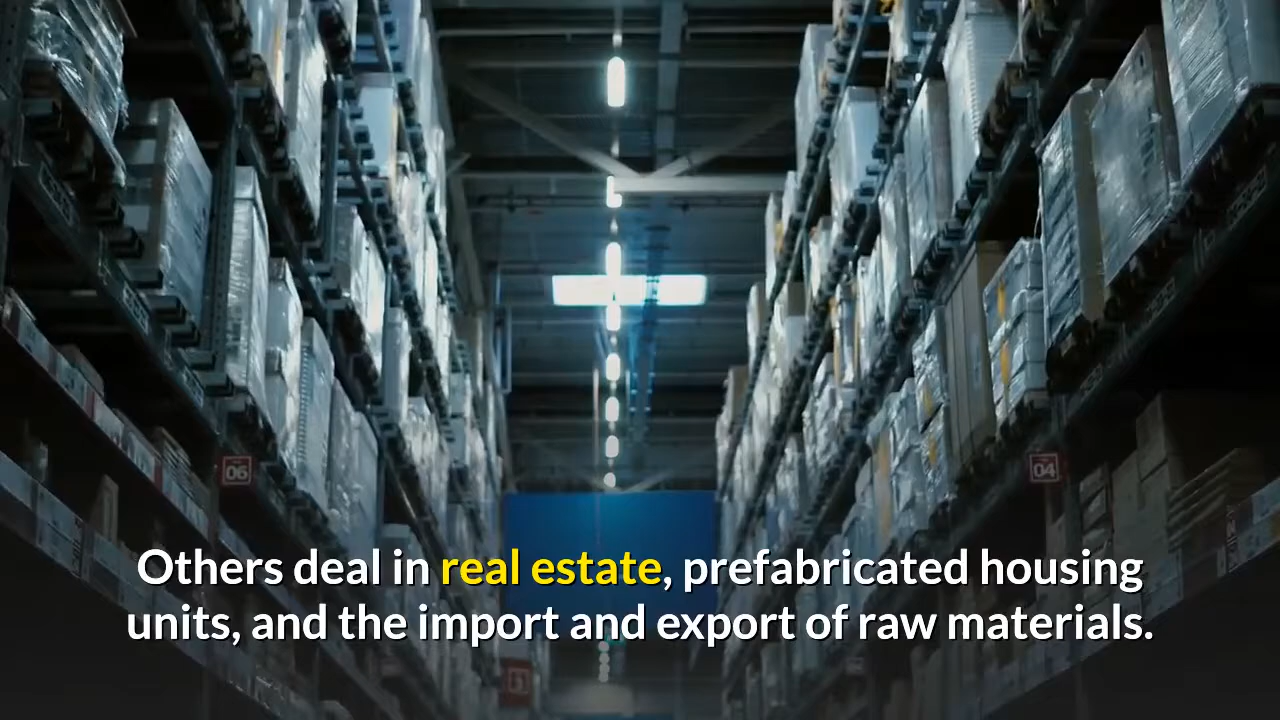 06
04
Others deal in real estate, prefabricated housing
units, and the import and export of raw materials.